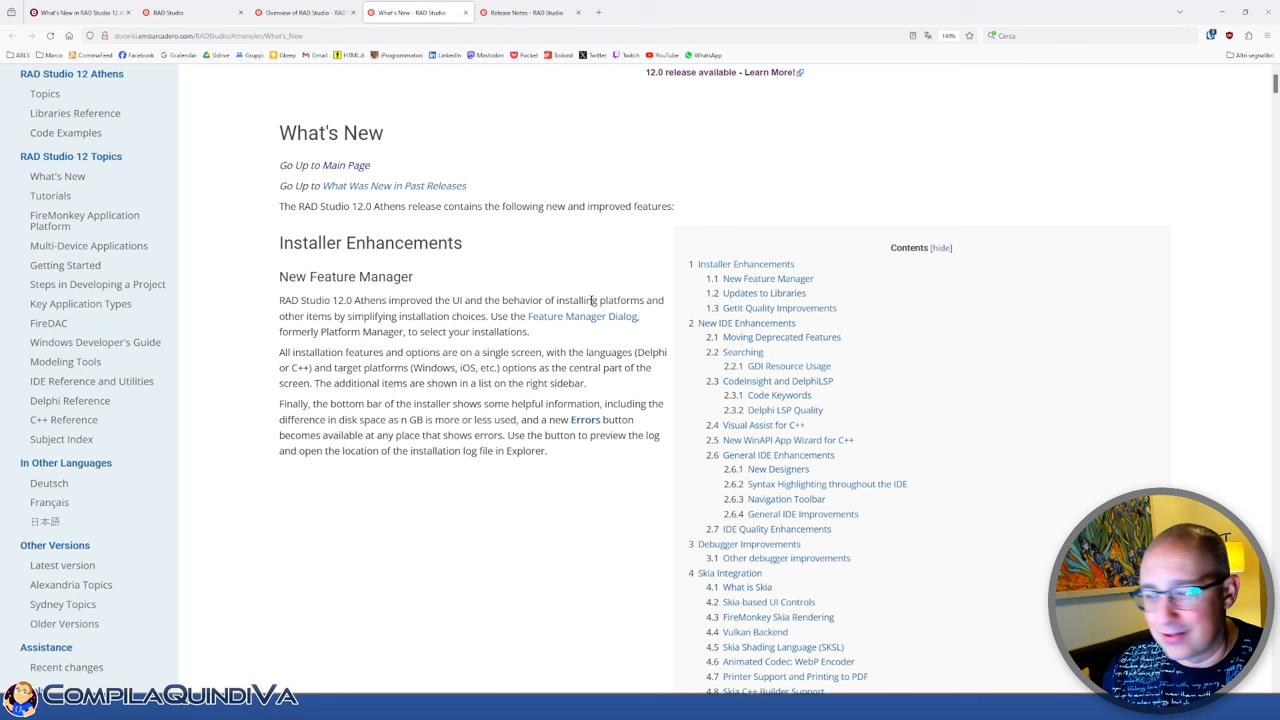 What's New in RAD Studio 12 A
RAD Studio
Overview of RAD Studio - RAD
What's New - RAD Studio
Release Notes - RAD Studio
docwiki.embarcadero.com/RADStudio/Athens/en/What's_New
140%
Cerca
ABLS
Marco
CommaFeed
Facebook
Gcalendar
Gdrive
Gruppi
Gkeep
Gmail
HTML.it
iProgrammatori
LinkedIn
Mastodon
Pocket
Todoist
Twitter
Twitch
YouTube
WhatsApp
Altri segnalibri
RAD Studio 12 Athens
Topics
Libraries Reference
Code Examples
RAD Studio 12 Topics
What's New
Tutorials
FireMonkey Application
Platform
Multi-Device Applications
Getting Started
Steps in Developing a Project
Key Application Types
FireDAC
Windows Developer's Guide
Modeling Tools
IDE Reference and Utilities
Delphi Reference
C++ Reference
Subject Index
In Other Languages
Deutsch
Français
日本語
Other Versions
Latest version
Alexandria Topics
Sydney Topics
Older Versions
Assistance
Recent changes
12.0 release available - Learn More!
What's New
Go Up to Main Page
Go Up to What Was New in Past Releases
The RAD Studio 12.0 Athens release contains the following new and improved features:
Installer Enhancements
New Feature Manager
RAD Studio 12.0 Athens improved the UI and the behavior of installing platforms and
other items by simplifying installation choices. Use the Feature Manager Dialog,
formerly Platform Manager, to select your installations.
All installation features and options are on a single screen, with the languages (Delphi
or C++) and target platforms (Windows, iOS, etc.) options as the central part of the
screen. The additional items are shown in a list on the right sidebar.
Finally, the bottom bar of the installer shows some helpful information, including the
difference in disk space as n GB is more or less used, and a new Errors button
becomes available at any place that shows errors. Use the button to preview the log
and open the location of the installation log file in Explorer.
Contents [hide]
1 Installer Enhancements
1.1 New Feature Manager
1.2 Updates to Libraries
1.3 GetIt Quality Improvements
2 New IDE Enhancements
2.1 Moving Deprecated Features
2.2 Searching
2.2.1 GDI Resource Usage
2.3 CodeInsight and DelphiLSP
2.3.1 Code Keywords
2.3.2 Delphi LSP Quality
2.4 Visual Assist for C++
2.5 New WinAPI App Wizard for C++
2.6 General IDE Enhancements
2.6.1 New Designers
2.6.2 Syntax Highlighting throughout the IDE
2.6.3 Navigation Toolbar
2.6.4 General IDE Improvements
2.7 IDE Quality Enhancements
3 Debugger Improvements
3.1 Other debugger improvements
4 Skia Integration
4.1 What is Skia
4.2 Skia-based UI Controls
4.3 FireMonkey Skia Rendering
4.4 Vulkan Backend
4.5 Skia Shading Language (SKSL)
4.6 Animated Codec: WebP Encoder
4.7 Printer Support and Printing to PDF
4.8 Skia C++ Builder Support
COMPILAQUINDIVA